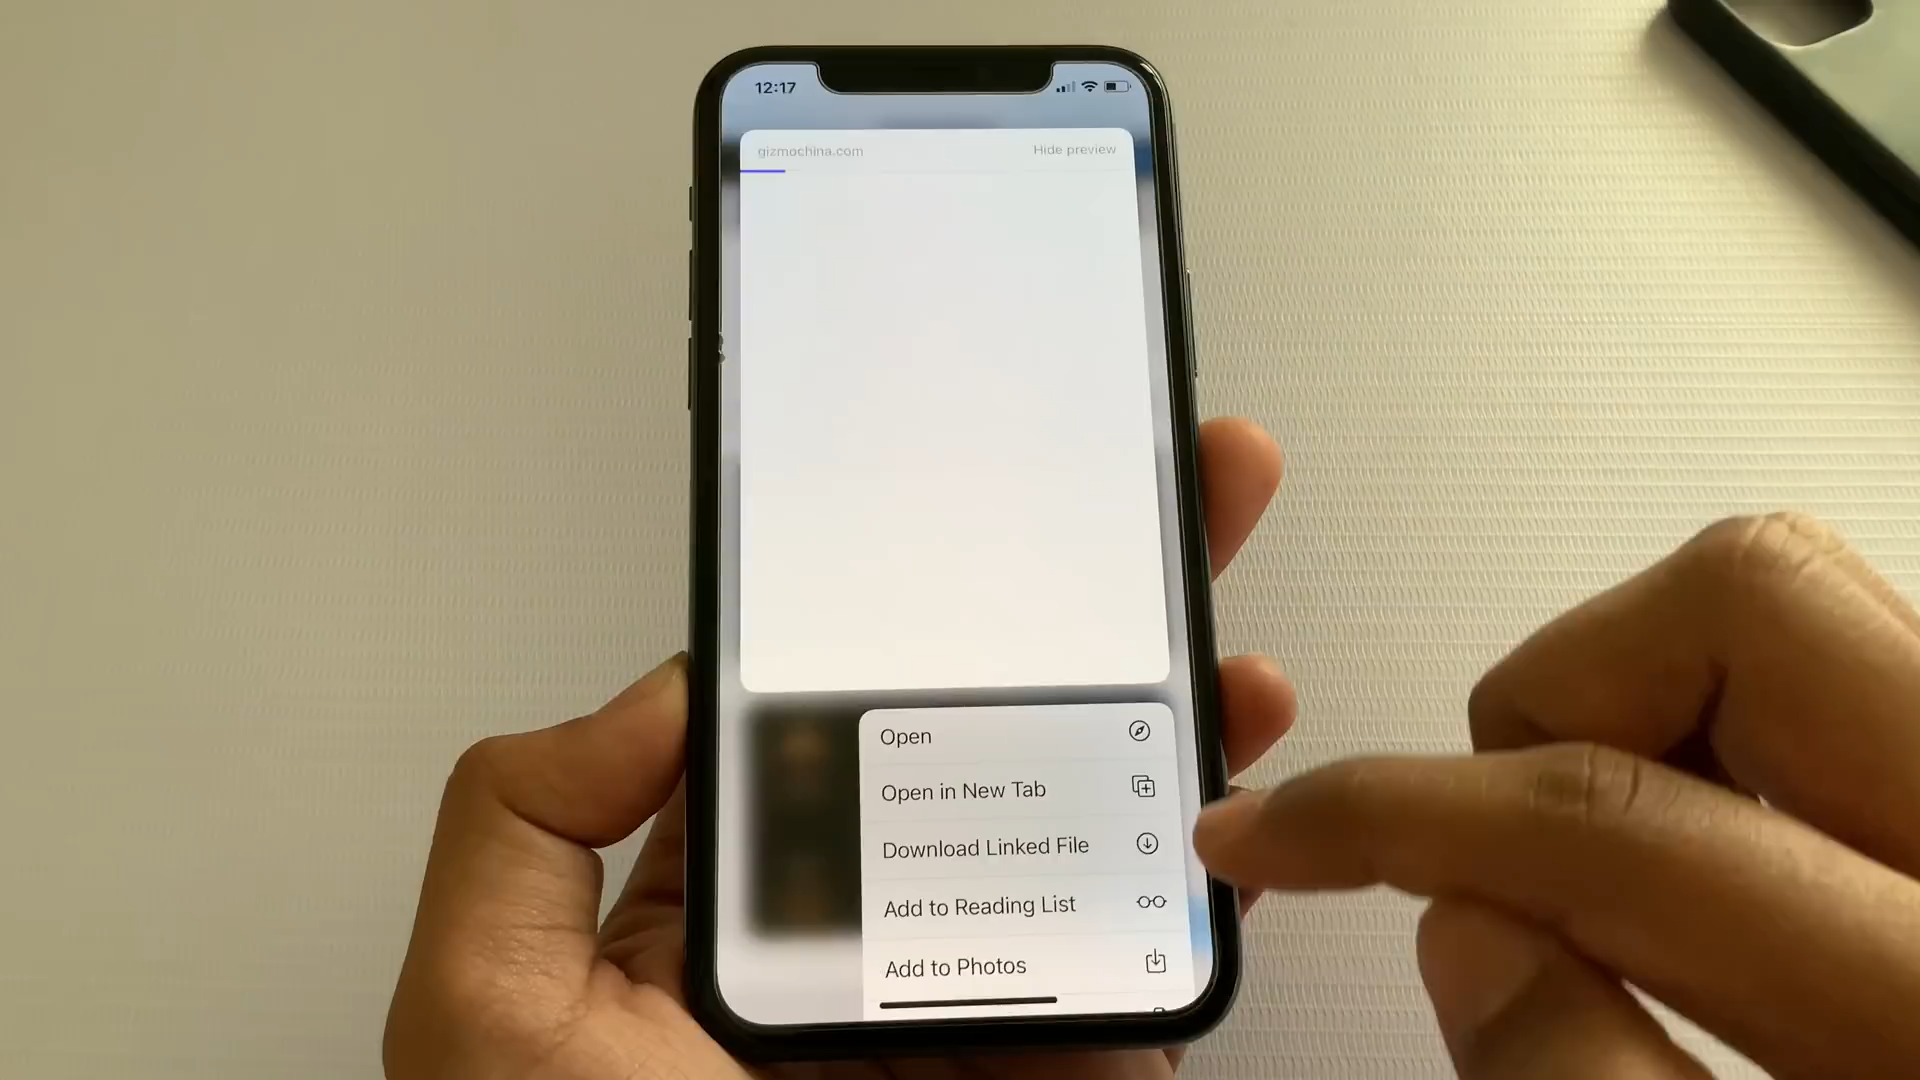 12:17
gizmochina.com
Hide preview
Open
Open in New Tab
Download Linked File
Add to Reading List
Add to Photos